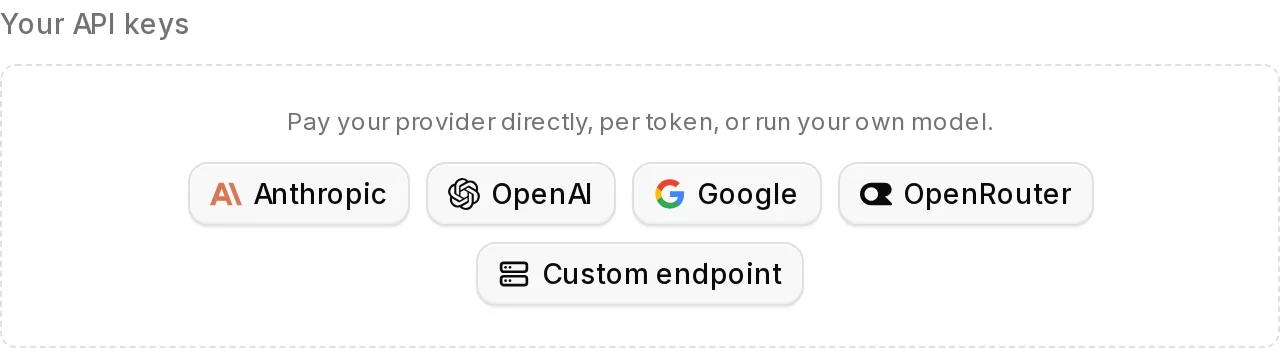 Your API keys
Pay your provider directly, per token, or run your own model.
Anthropic OpenAI Google OpenRouter
Custom endpoint